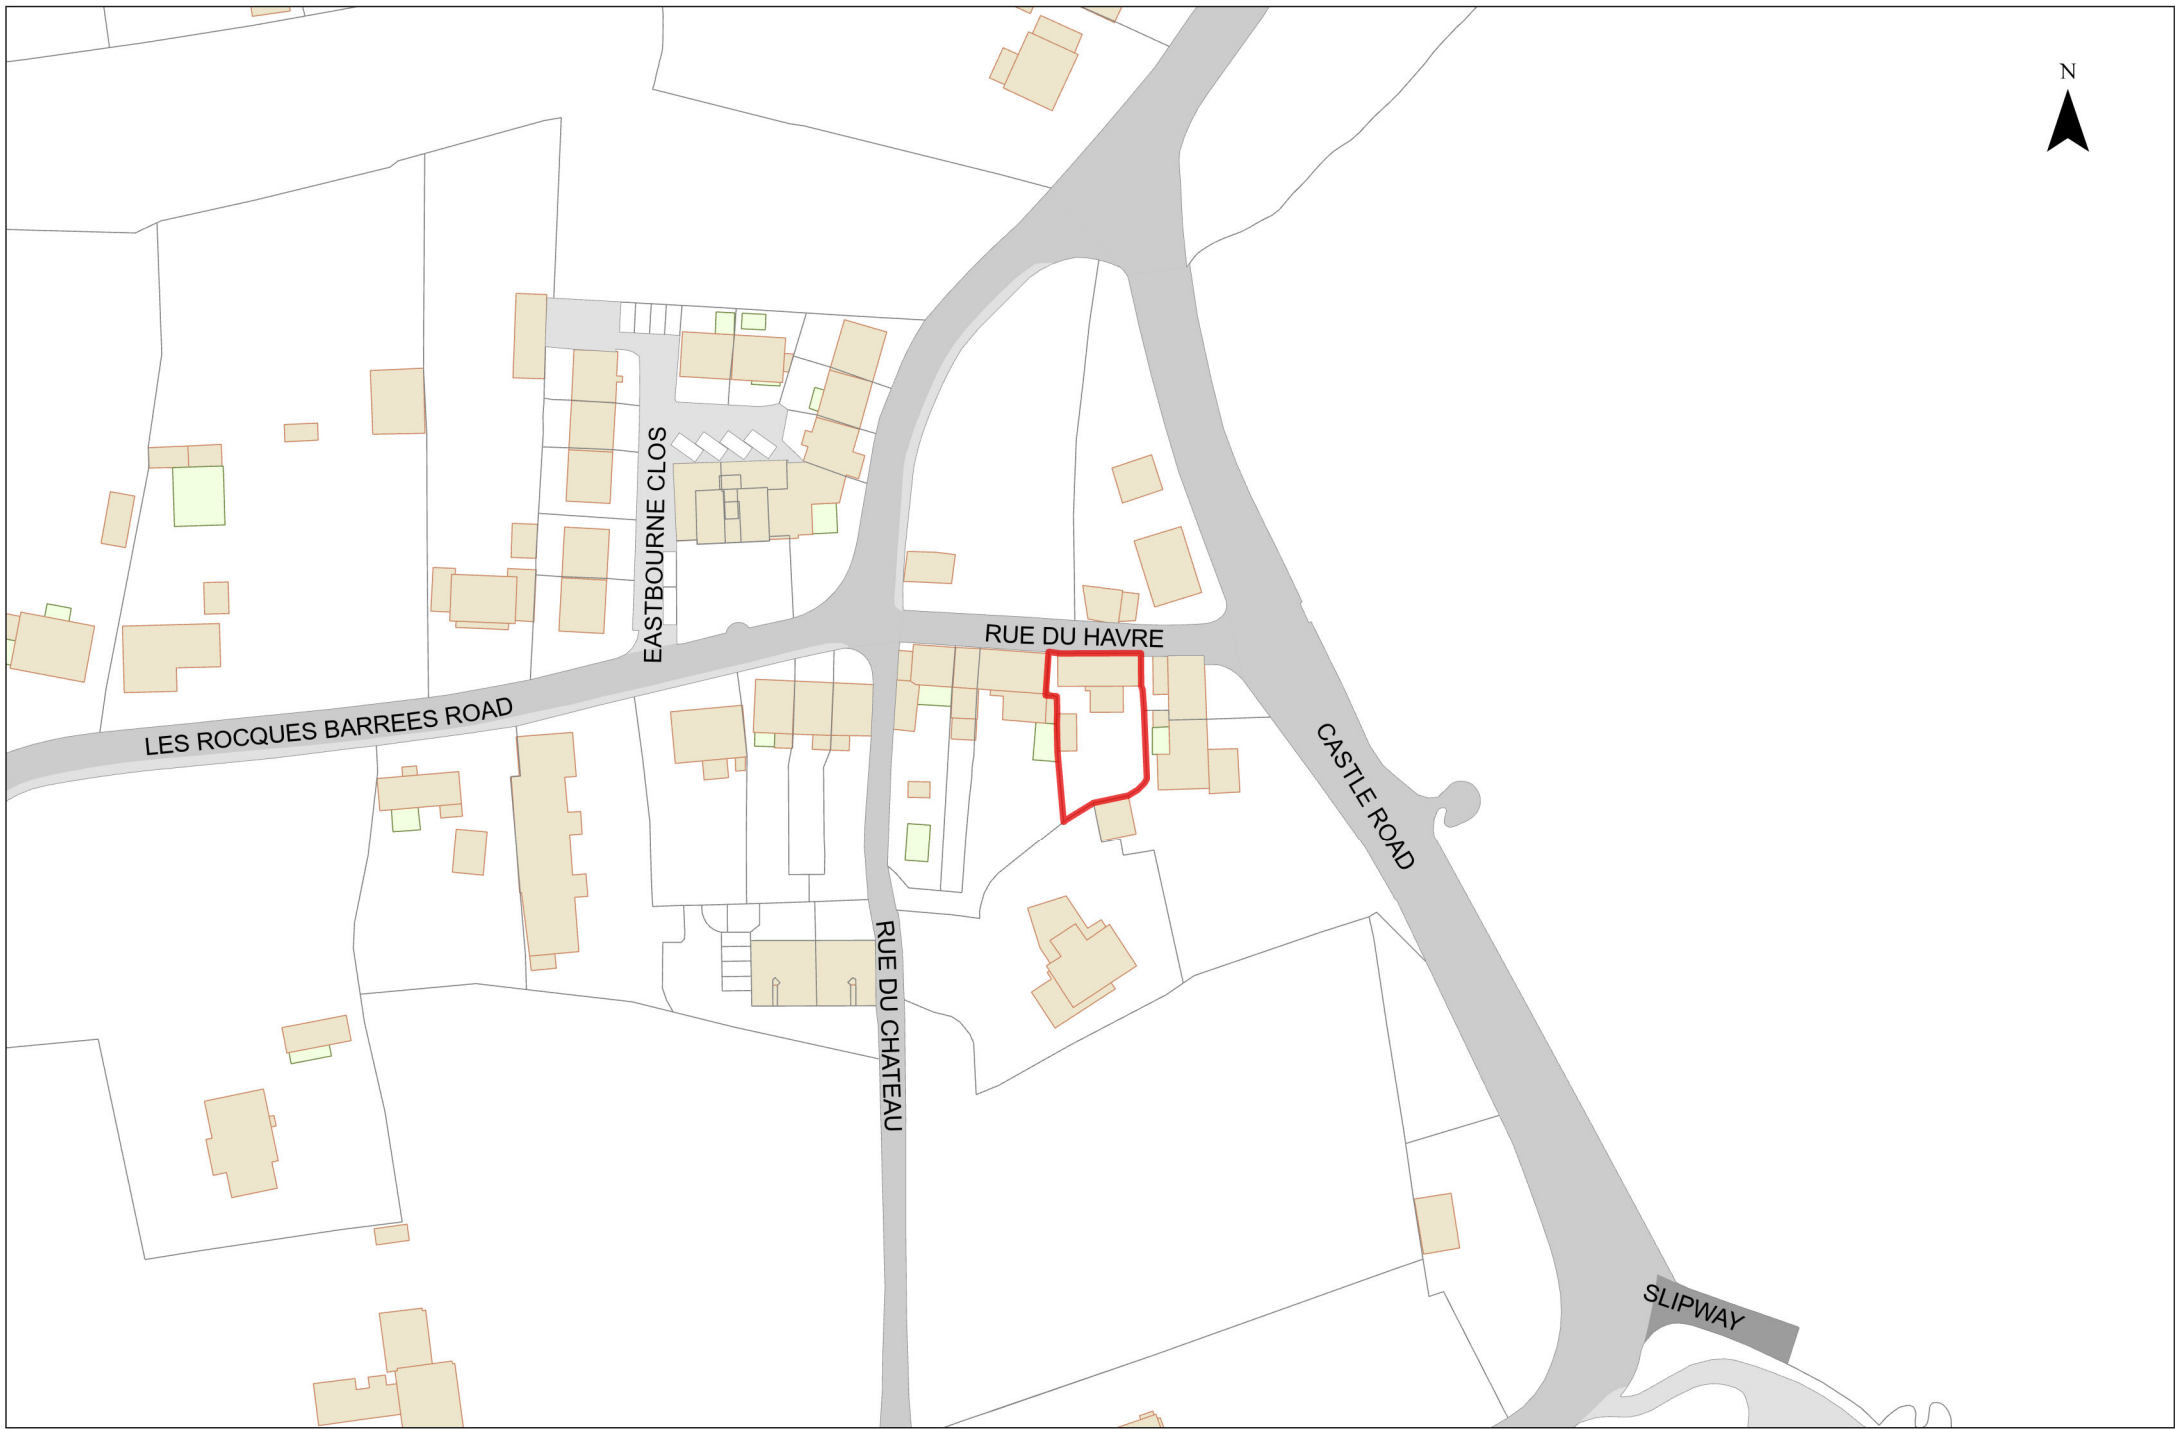 N
EASTBOURNE CLOS
RUE DU HAVRE
LES ROCQUES BARREES ROAD
CASTLE ROAD
RUE DU CHATEAU
SLIPWAY